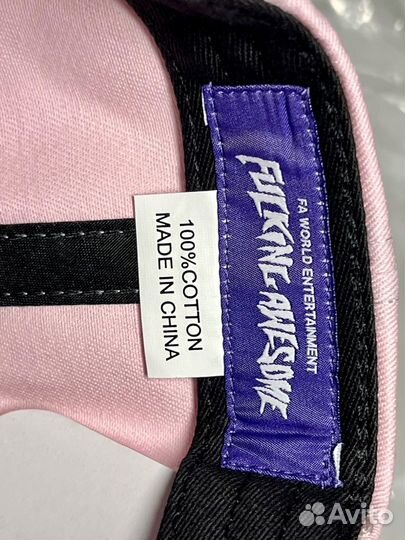 FA WORLD ENTERTAINMENT
FUCKING AWESOME
100%COTTON
MADE IN CHINA
Avito